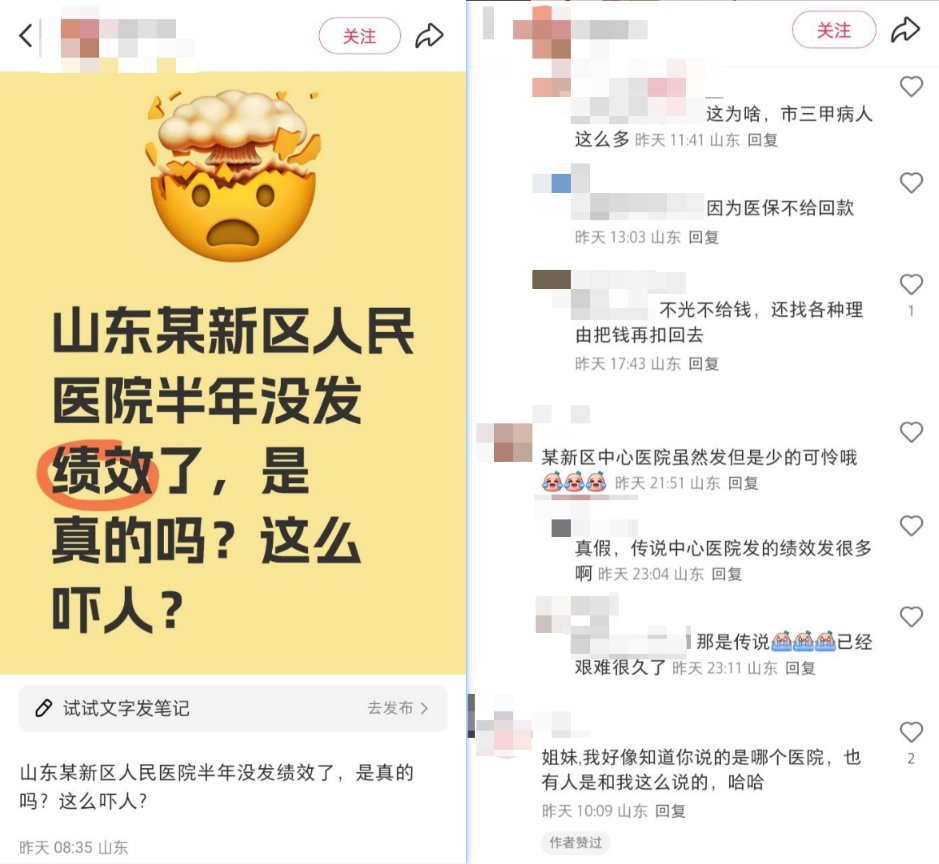 关注
山东某新区人民
医院半年没发
绩效了，是
真的吗？这么
吓人？
试试文字发笔记
去发布
山东某新区人民医院半年没发绩效了，是真的
吗？这么吓人？
昨天 08:35 山东
关注
这为啥，市三甲病人
这么多 昨天 11:41 山东 回复
因为医保不给回款
昨天 13:03 山东 回复
不光不给钱，还找各种理
由把钱再扣回去
昨天 17:43 山东 回复
1
某新区中心医院虽然发但是少的可怜哦
昨天 21:51 山东 回复
真假，传说中心医院发的绩效发很多
啊 昨天 23:04 山东 回复
那是传说已经
艰难很久了 昨天 23:11 山东 回复
姐妹,我好像知道你说的是哪个医院，也
有人是和我这么说的，哈哈
2
昨天 10:09 山东 回复
作者赞过